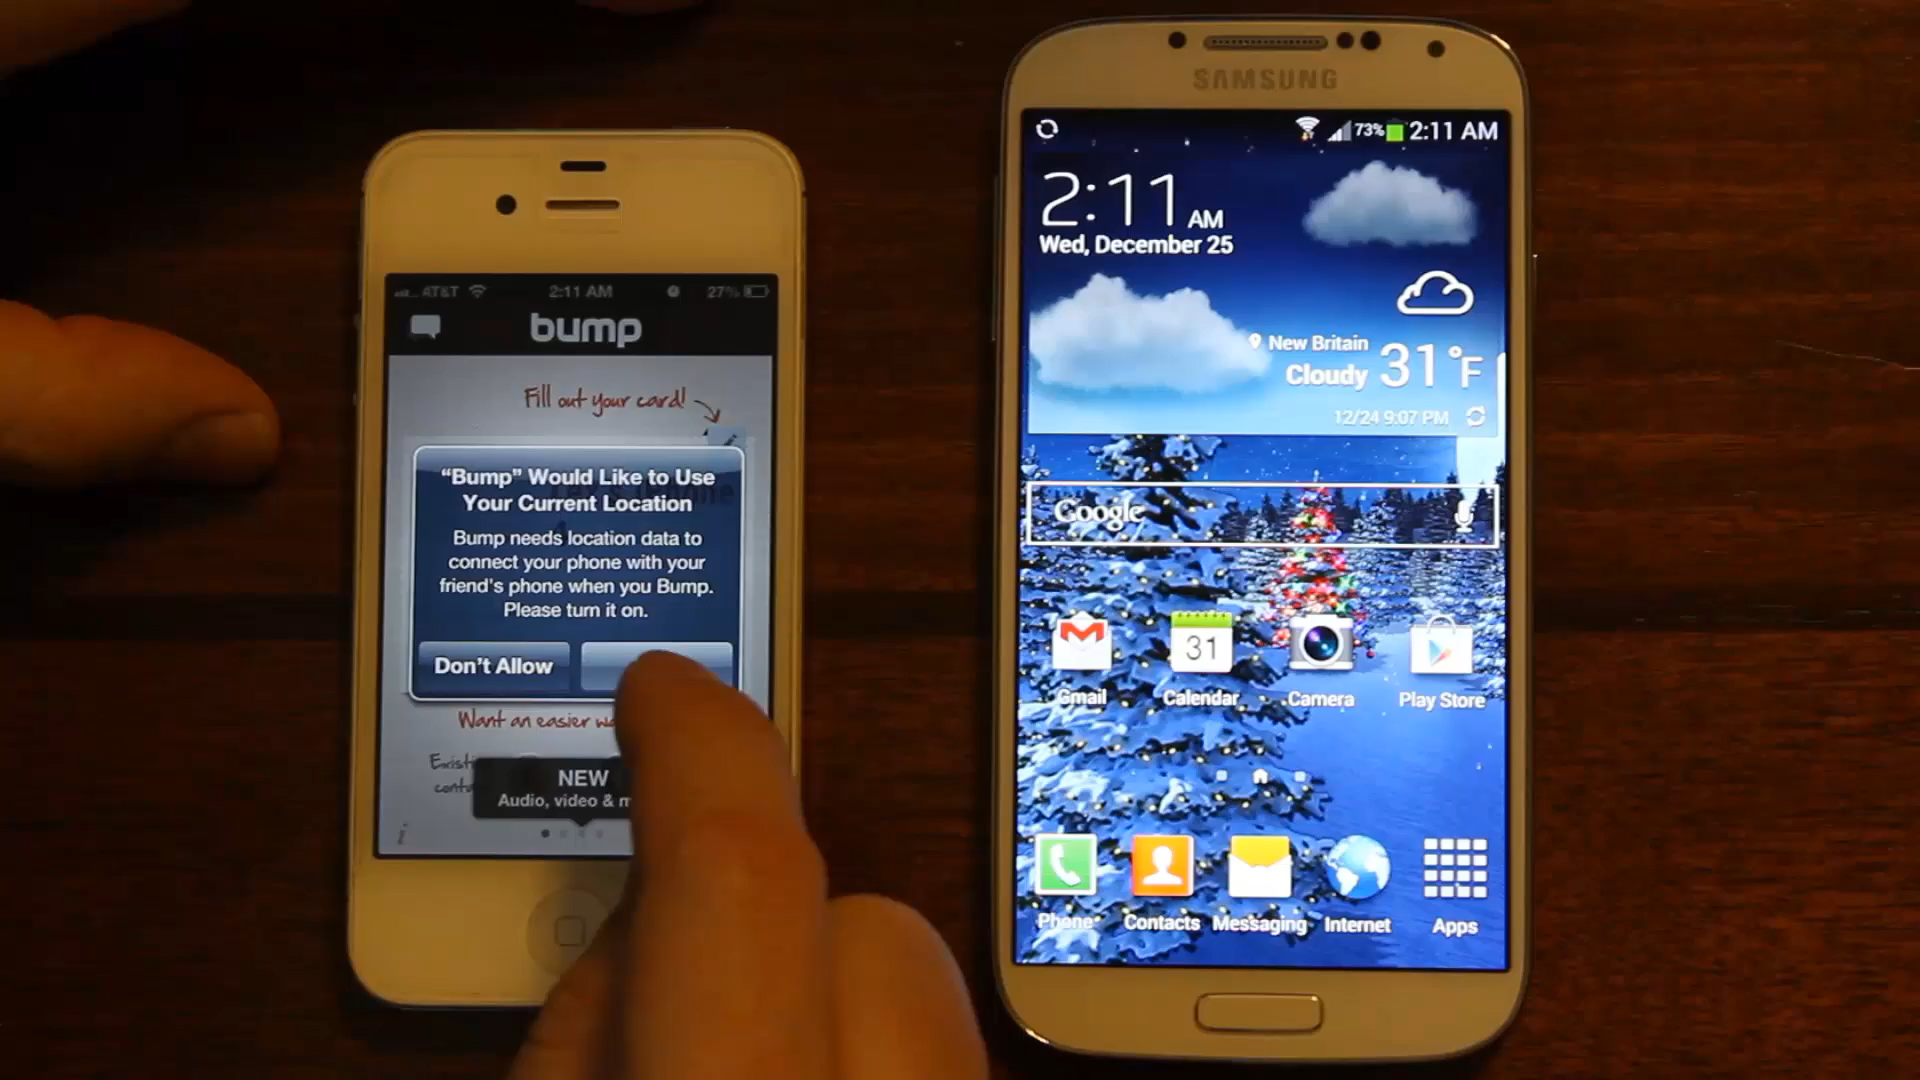 AT&T 2:11 AM 27%
bump
Fill out your card!
“Bump” Would Like to Use
Your Current Location
Bump needs location data to
connect your phone with your
friend's phone when you Bump.
Please turn it on.
Don't Allow
Want an easier
NEW
Audio, video &
SAMSUNG
73% 2:11 AM
2:11 AM
Wed, December 25
New Britain
Cloudy 31°F
12/24 9:07 PM
Google
31
Gmail Calendar Camera Play Store
Phone Contacts Messaging Internet Apps